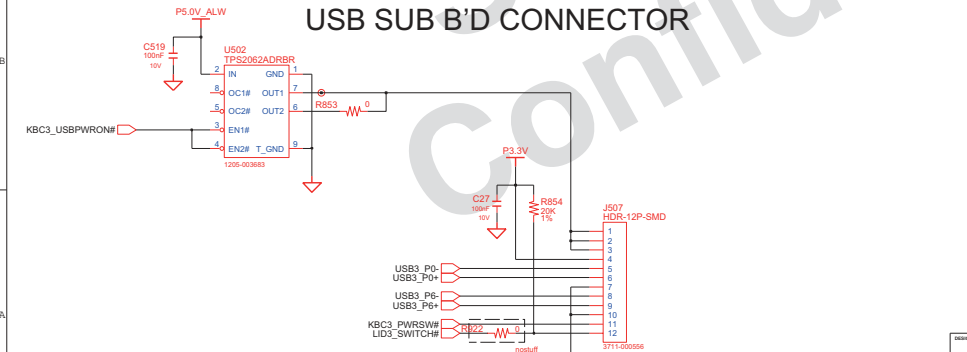 USB SUB B'D CONNECTOR
Confid
P5.0V_ALW
C519
100nF
10V
U502
TPS2062ADRBR
2 IN GND 1
8 OC1# OUT1 7
5 OC2# OUT2 6
3 EN1#
4 EN2# T_GND 9
1205-003683
R853 0
KBC3_USBPWRON#
P3.3V
C27
100nF
10V
R854
20K
1%
J507
HDR-12P-SMD
1
2
3
4
5
6
7
8
9
10
11
12
3711-000556
USB3_P0-
USB3_P0+
USB3_P6-
USB3_P6+
KBC3_PWRSW#
LID3_SWITCH#
R922 0
nostuff
B
A